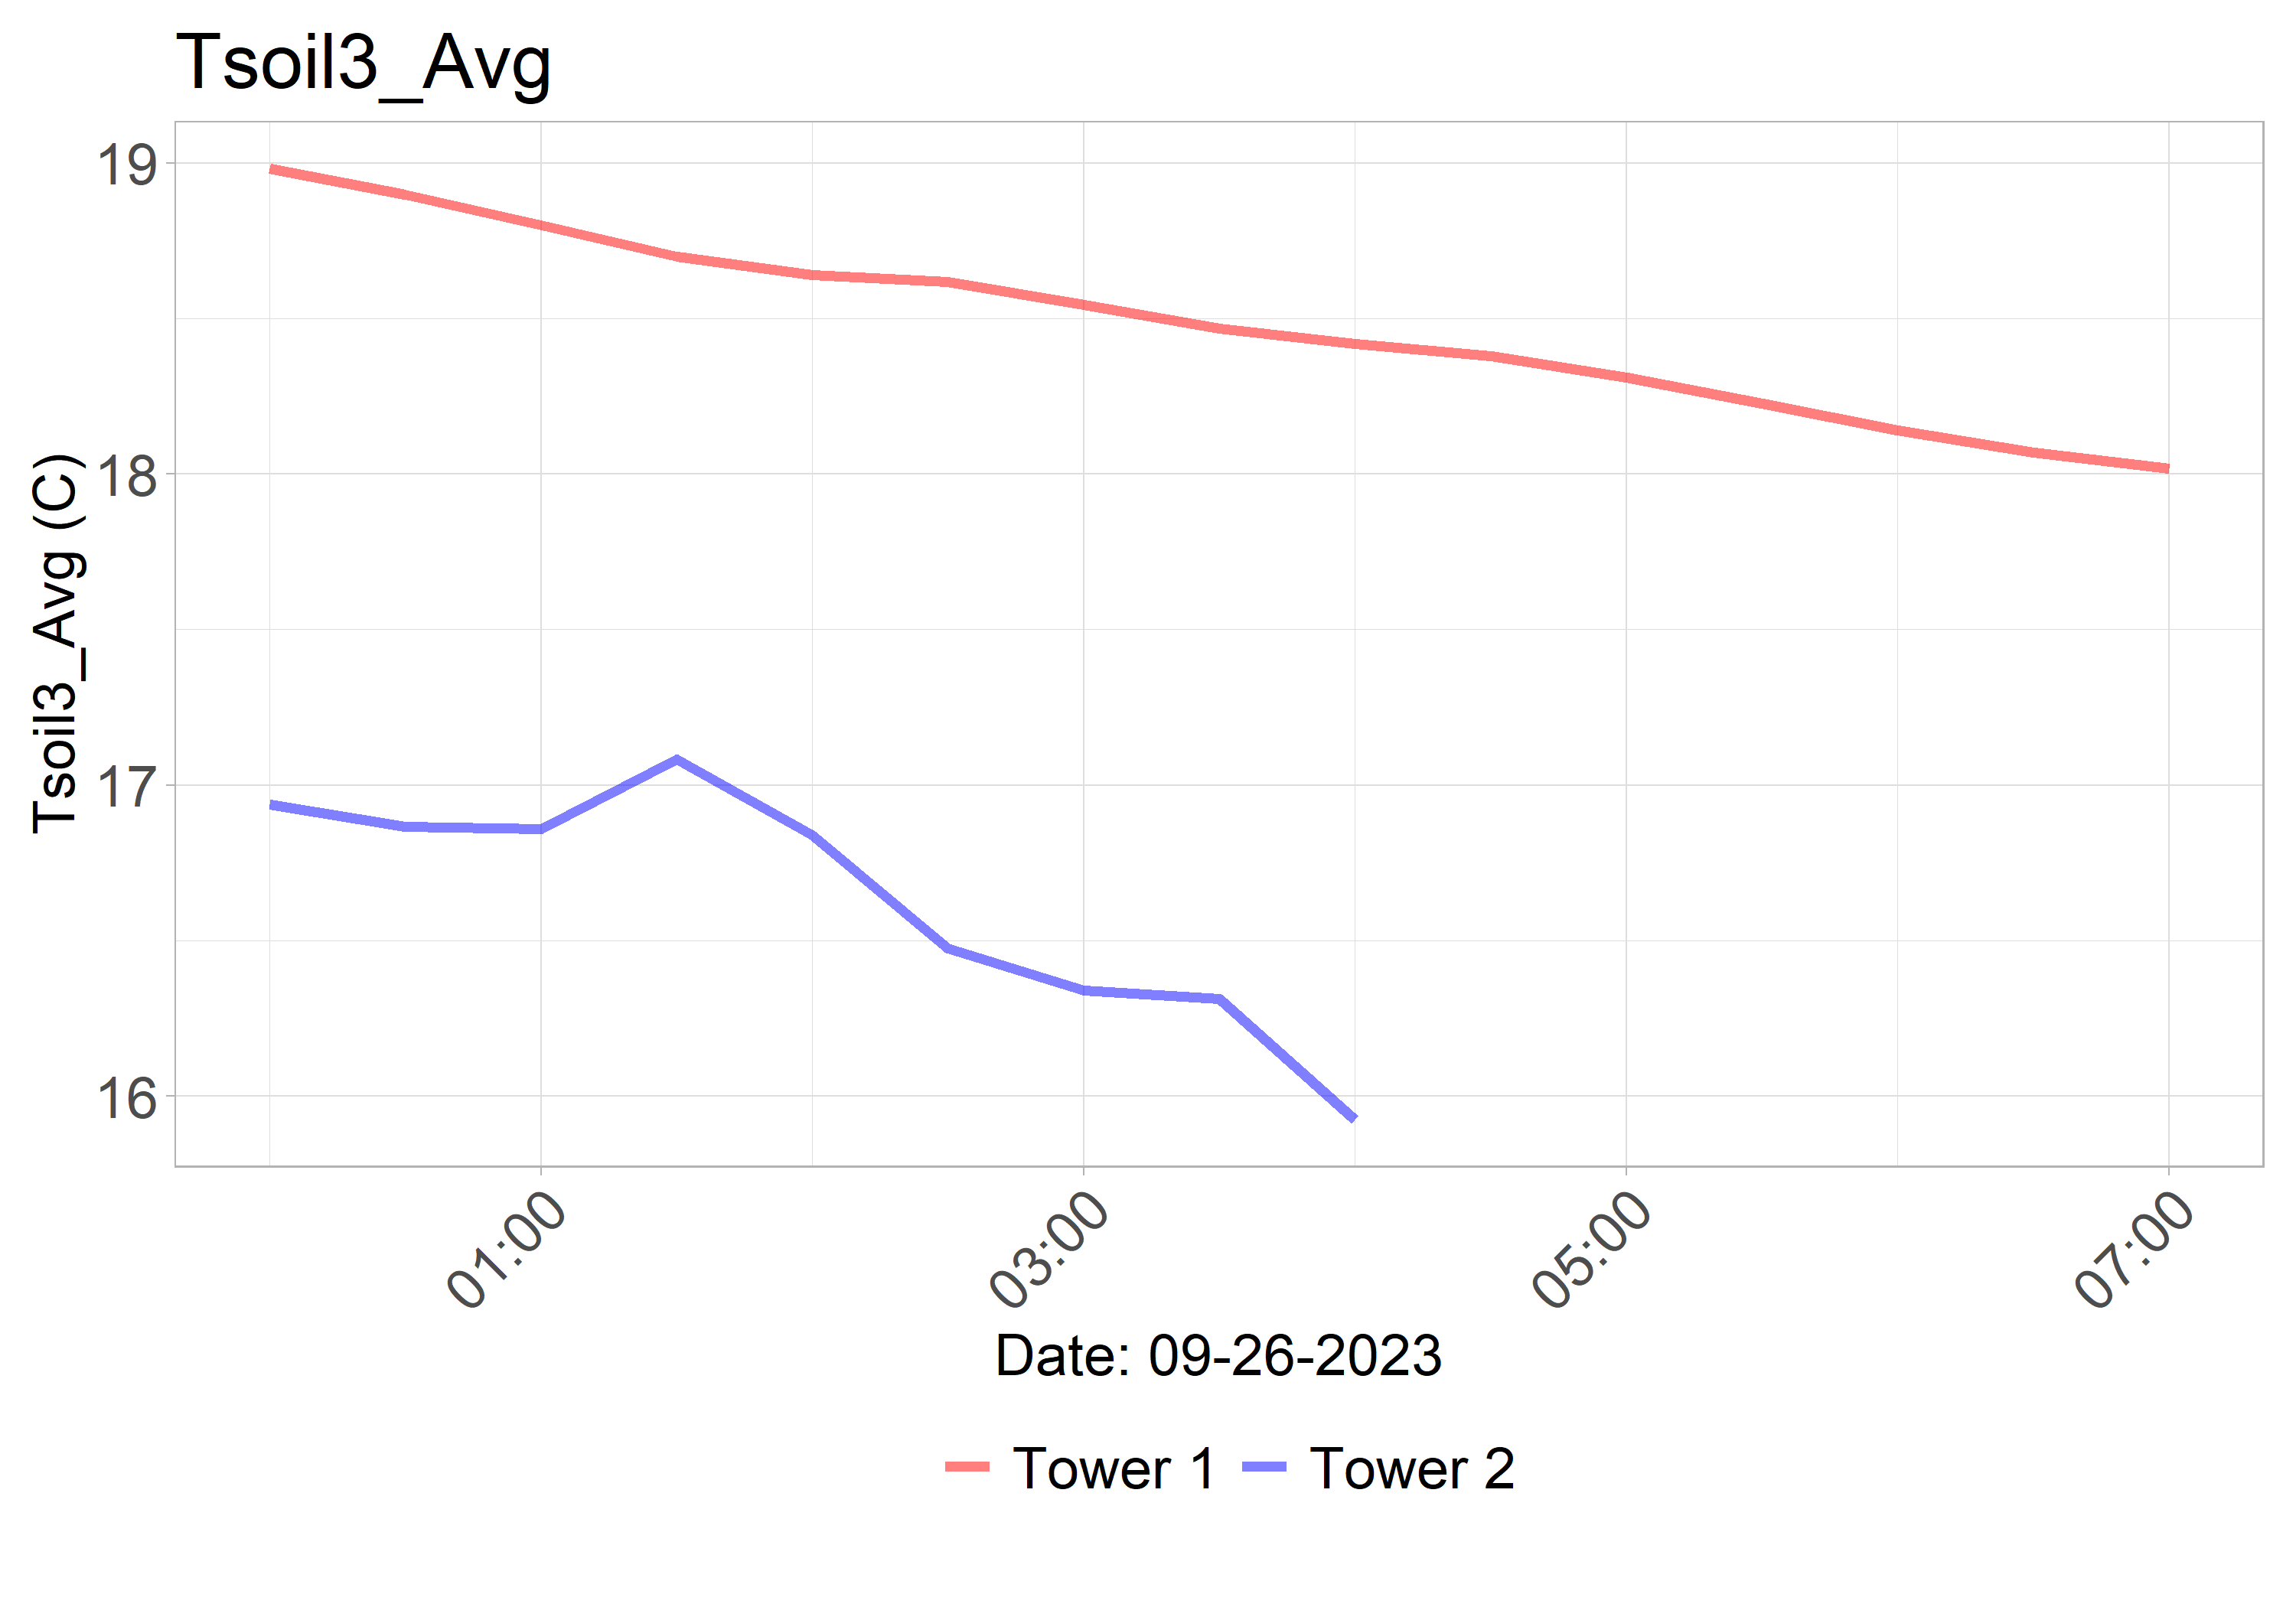 Tsoil3_Avg
Tsoil3_Avg (C)
19
18
17
16
01:00
03:00
05:00
07:00
Date: 09-26-2023
Tower 1
Tower 2